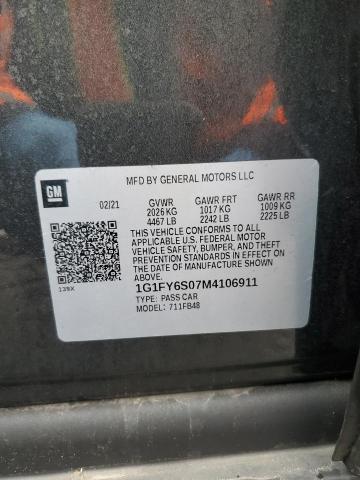 MFD BY GENERAL MOTORS LLC
GM
02/21 GVWR GAWR FRT GAWR RR
2026 KG 1017 KG 1009 KG
4467 LB 2242 LB 2225 LB
THIS VEHICLE CONFORMS TO ALL
APPLICABLE U.S. FEDERAL MOTOR
VEHICLE SAFETY, BUMPER, AND THEFT
PREVENTION STANDARDS IN EFFECT ON
THE DATE OF MANUFACTURE SHOWN ABOVE.
139X
1G1FY6S07M4106911
TYPE: PASS CAR
MODEL: 711FB48